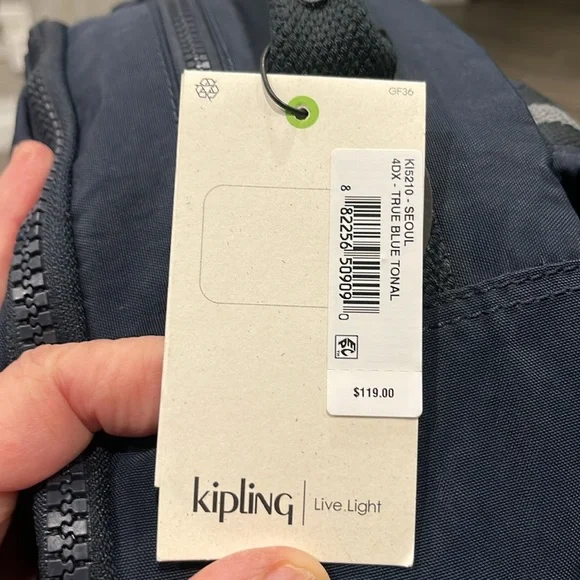 GF36
KI5210 - SEOUL
4DX - TRUE BLUE TONAL
8 82256 50909 0
$119.00
kipling | Live.Light